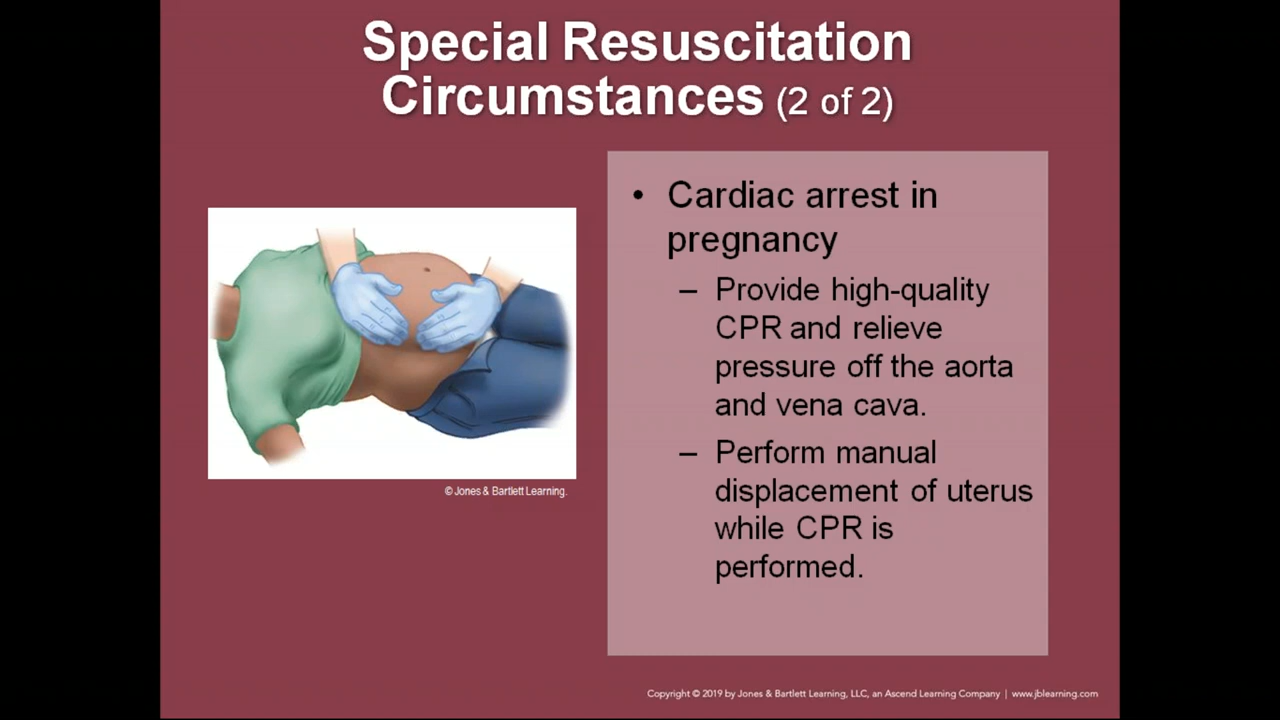 Special Resuscitation
Circumstances (2 of 2)
• Cardiac arrest in
pregnancy
– Provide high-quality
CPR and relieve
pressure off the aorta
and vena cava.
– Perform manual
displacement of uterus
while CPR is
performed.
© Jones & Bartlett Learning.
Copyright © 2019 by Jones & Bartlett Learning, LLC, an Ascend Learning Company | www.jblearning.com